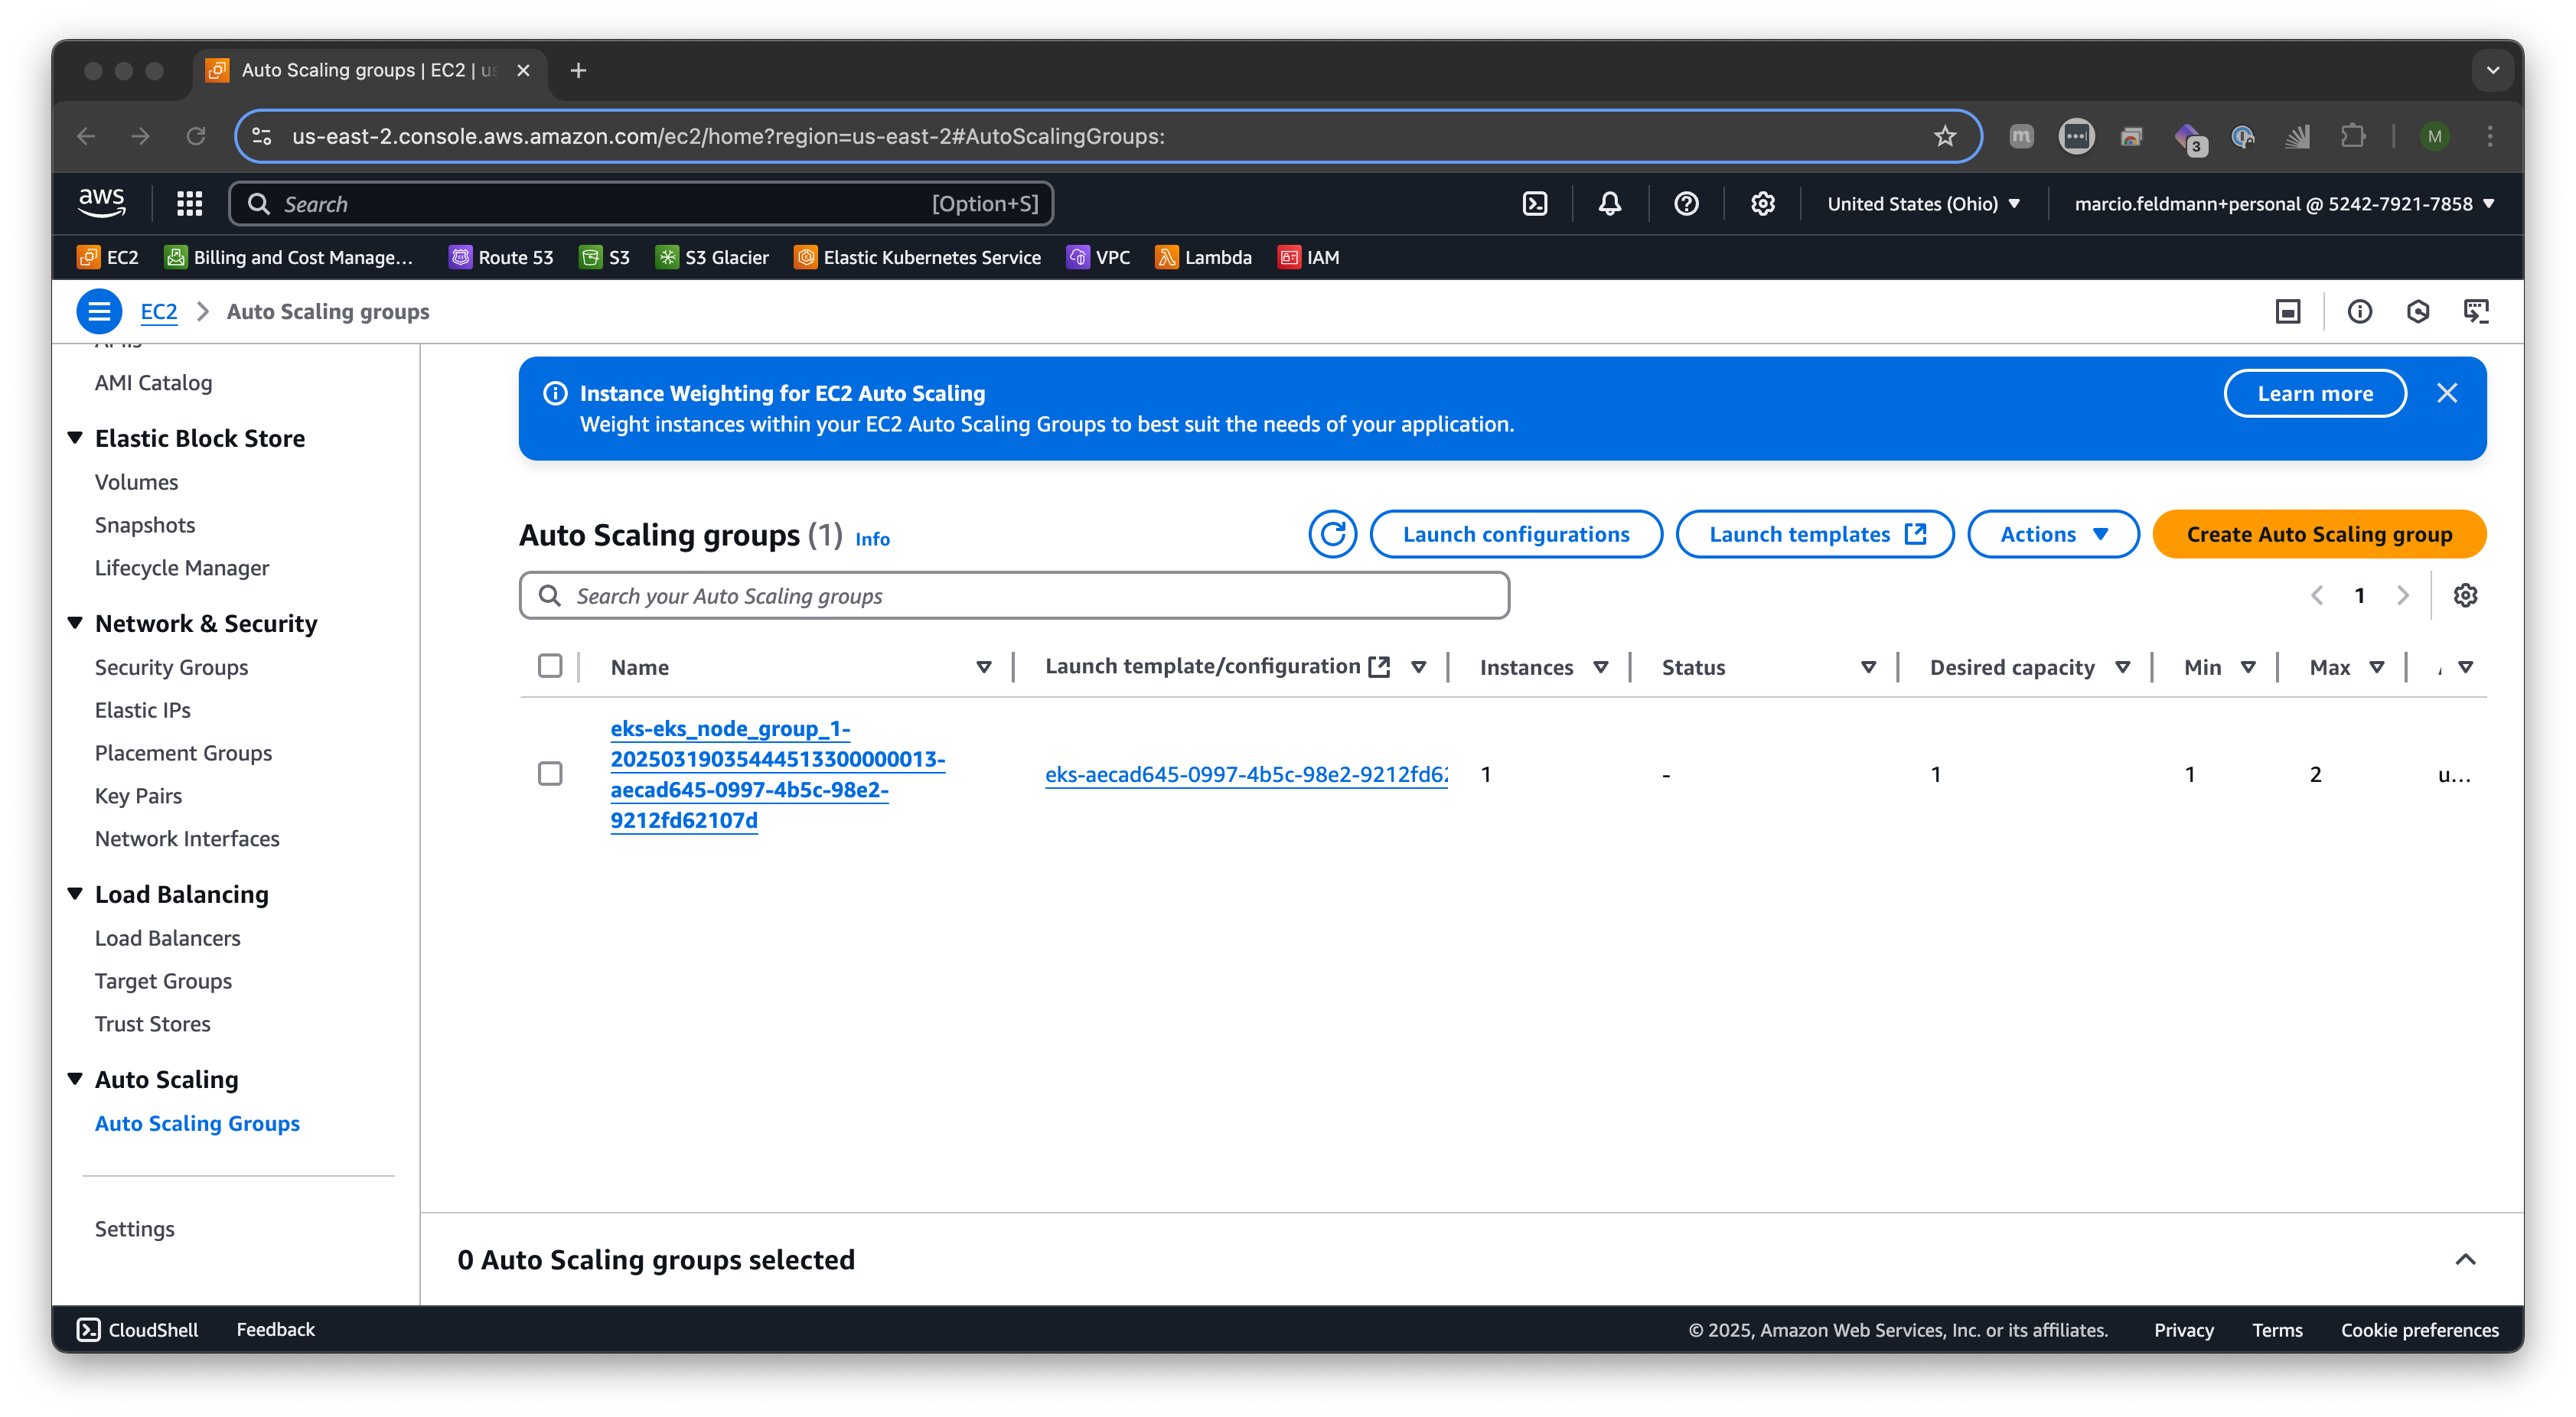 Auto Scaling groups | EC2 | us
us-east-2.console.aws.amazon.com/ec2/home?region=us-east-2#AutoScalingGroups:
m
3
M
aws
Search
[Option+S]
United States (Ohio)
marcio.feldmann+personal @ 5242-7921-7858
EC2
Billing and Cost Manage...
Route 53
S3
S3 Glacier
Elastic Kubernetes Service
VPC
Lambda
IAM
EC2
Auto Scaling groups
AMI Catalog
Elastic Block Store
Volumes
Snapshots
Lifecycle Manager
Network & Security
Security Groups
Elastic IPs
Placement Groups
Key Pairs
Network Interfaces
Load Balancing
Load Balancers
Target Groups
Trust Stores
Auto Scaling
Auto Scaling Groups
Settings
Instance Weighting for EC2 Auto Scaling
Weight instances within your EC2 Auto Scaling Groups to best suit the needs of your application.
Learn more
Auto Scaling groups (1) Info
Launch configurations
Launch templates
Actions
Create Auto Scaling group
Search your Auto Scaling groups
1
Name
Launch template/configuration
Instances
Status
Desired capacity
Min
Max
eks-eks_node_group_1-
20250319035444513300000013-
aecad645-0997-4b5c-98e2-
9212fd62107d
eks-aecad645-0997-4b5c-98e2-9212fd62
1
-
1
1
2
u...
0 Auto Scaling groups selected
CloudShell
Feedback
© 2025, Amazon Web Services, Inc. or its affiliates.
Privacy
Terms
Cookie preferences